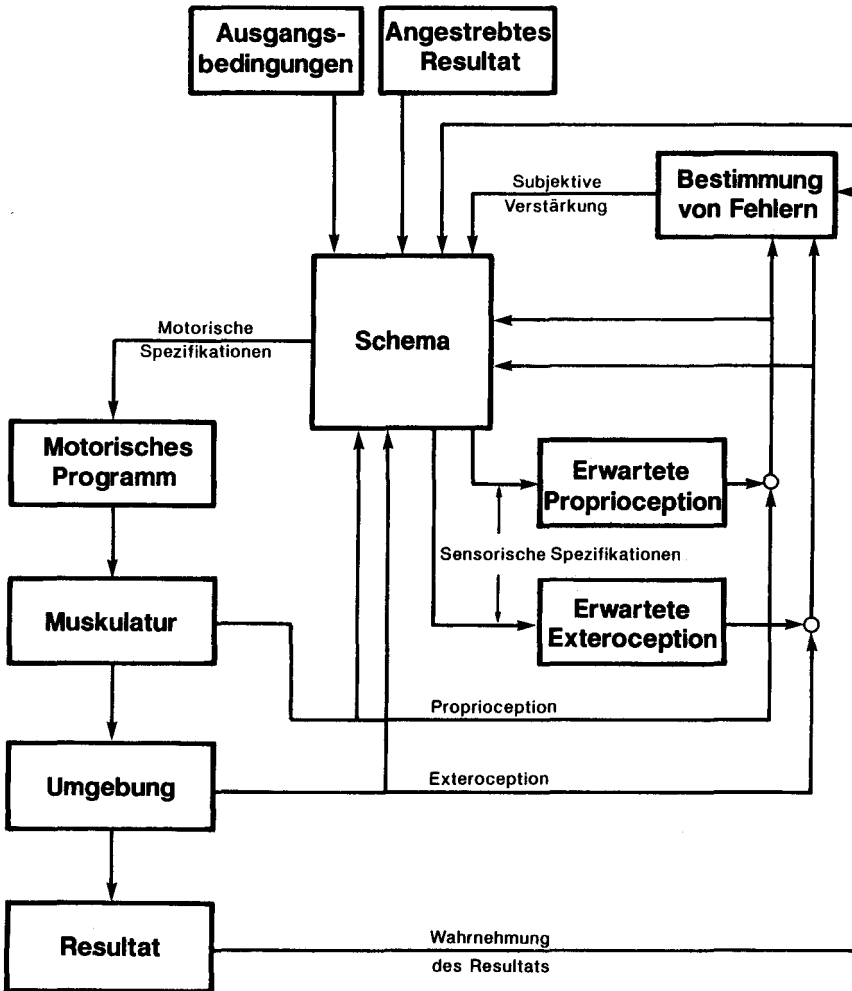 Ausgangs-
bedingungen
Angestrebtes
Resultat
Subjektive
Verstärkung
Bestimmung
von Fehlern
Motorische
Spezifikationen
Schema
Motorisches
Programm
Erwartete
Proprioception
Sensorische Spezifikationen
Muskulatur
Erwartete
Exteroception
Proprioception
Umgebung
Exteroception
Resultat
Wahrnehmung
des Resultats